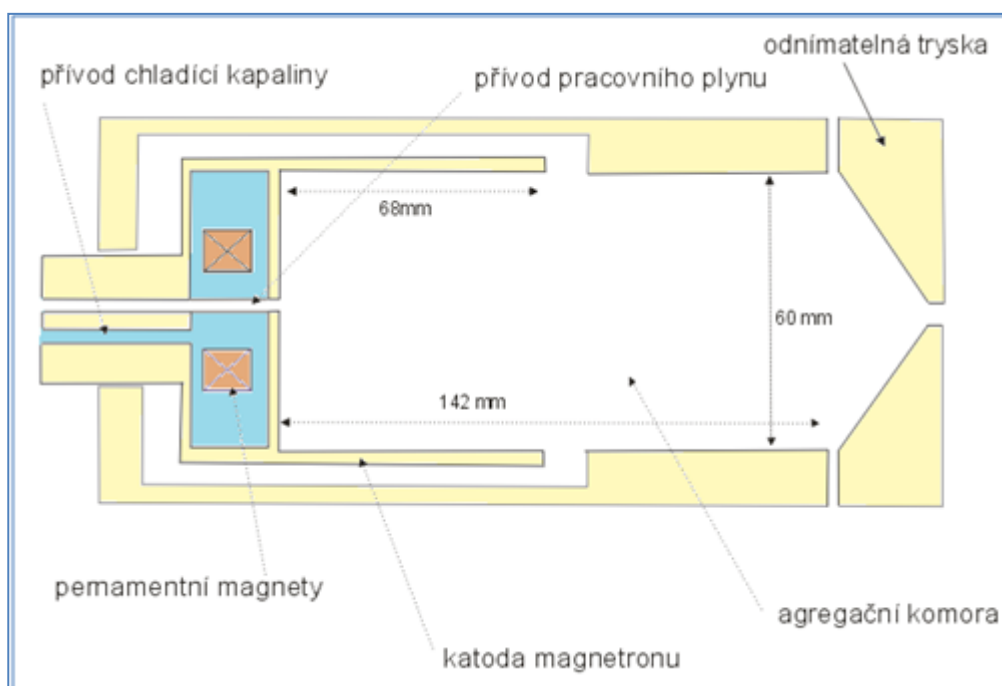 odnímatelná tryska
přívod chladící kapaliny
přívod pracovního plynu
68mm
60 mm
142 mm
pernamentní magnety
agregační komora
katoda magnetronu